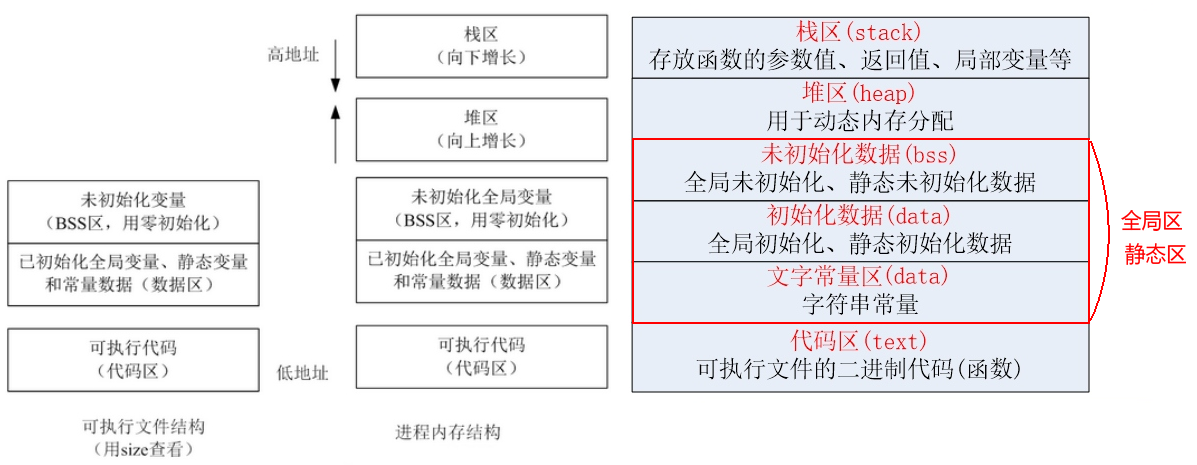 未初始化变量
(BSS区，用零初始化)
已初始化全局变量、静态变量
和常量数据（数据区）
可执行代码
(代码区)
可执行文件结构
（用size查看）
高地址
低地址
栈区
(向下增长)
堆区
(向上增长)
未初始化全局变量
(BSS区，用零初始化)
已初始化全局变量、静态变量
和常量数据（数据区）
可执行代码
(代码区)
进程内存结构
栈区(stack)
存放函数的参数值、返回值、局部变量等
堆区(heap)
用于动态内存分配
未初始化数据(bss)
全局未初始化、静态未初始化数据
初始化数据(data)
全局初始化、静态初始化数据
文字常量区(data)
字符串常量
代码区(text)
可执行文件的二进制代码(函数)
全局区
静态区